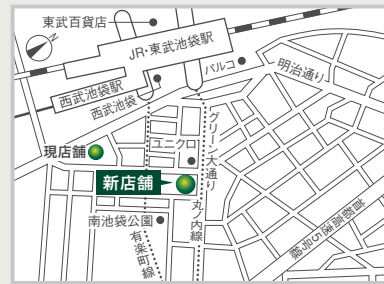 東武百貨店
N
JR・東武池袋駅
パルコ
明治通り
西武池袋駅
西武池袋
グリーン大通り
ユニクロ
現店舗
新店舗
丸ノ内線
南池袋公園
有楽町線
首都高速5号線